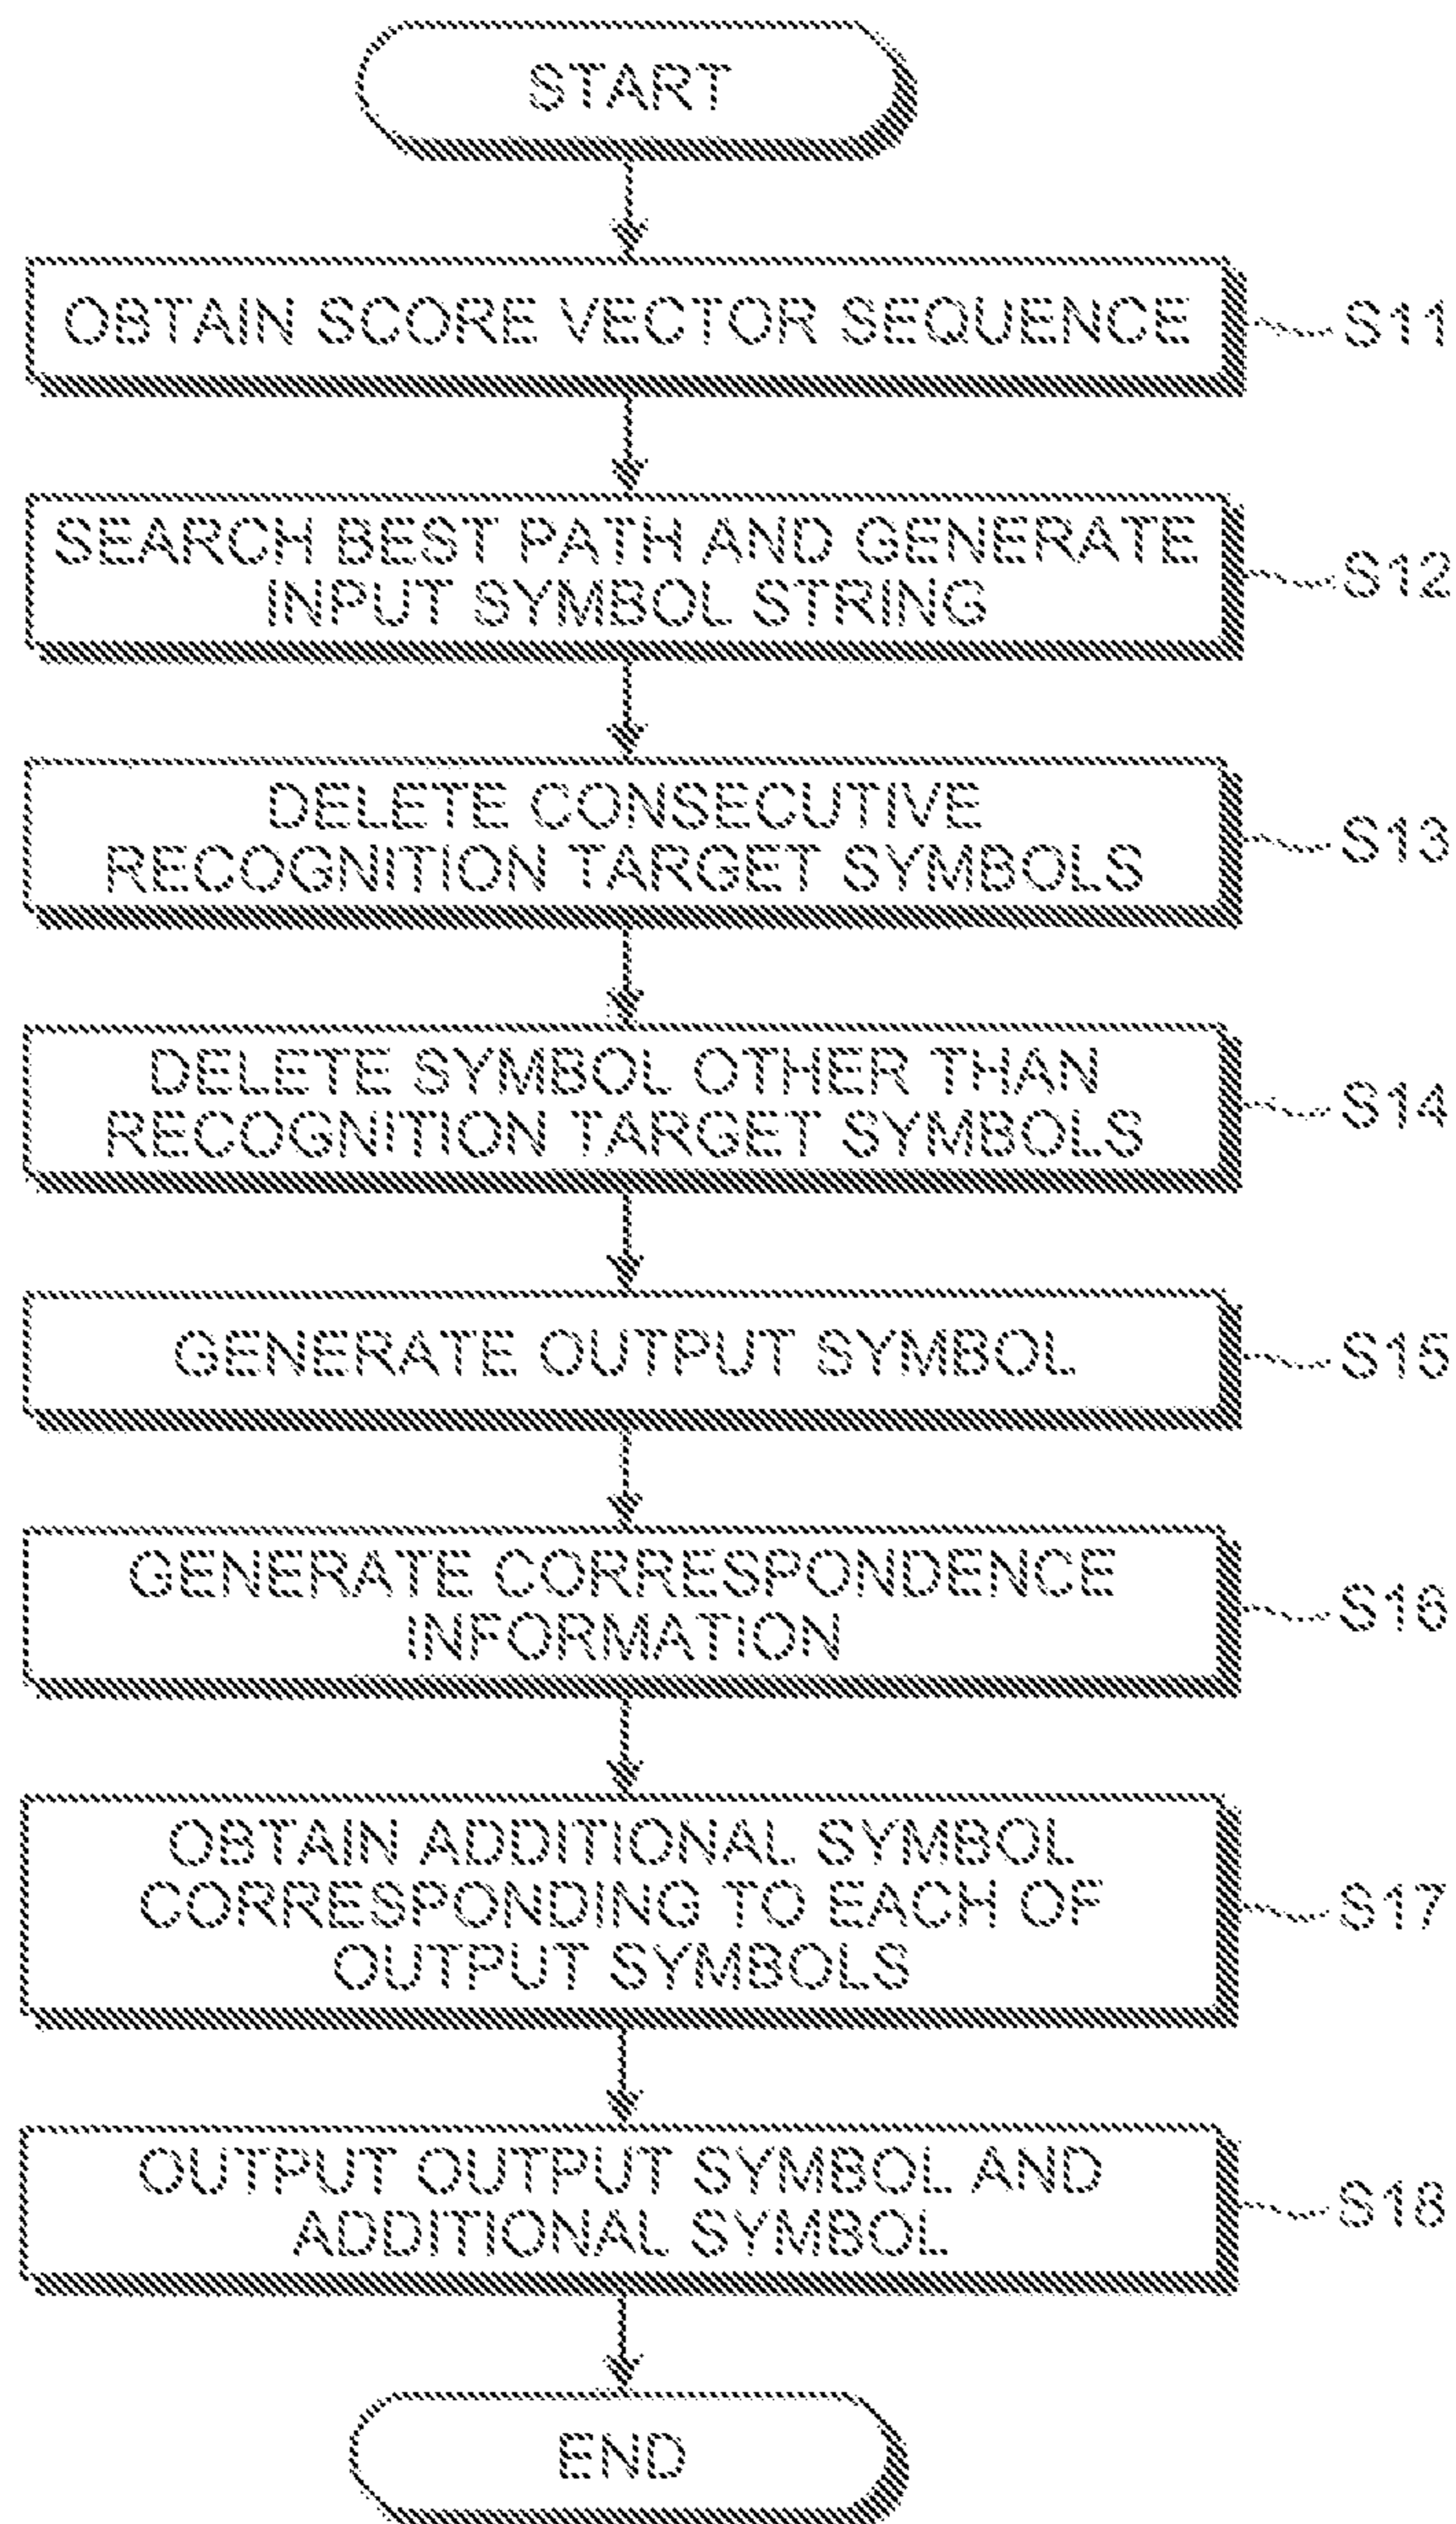 START
OBTAIN SCORE VECTOR SEQUENCE
S11
SEARCH BEST PATH AND GENERATE
INPUT SYMBOL STRING
S12
DELETE CONSECUTIVE
RECOGNITION TARGET SYMBOLS
S13
DELETE SYMBOL OTHER THAN
RECOGNITION TARGET SYMBOLS
S14
GENERATE OUTPUT SYMBOL
S15
GENERATE CORRESPONDENCE
INFORMATION
S16
OBTAIN ADDITIONAL SYMBOL
CORRESPONDING TO EACH OF
OUTPUT SYMBOLS
S17
OUTPUT OUTPUT SYMBOL AND
ADDITIONAL SYMBOL
S18
END